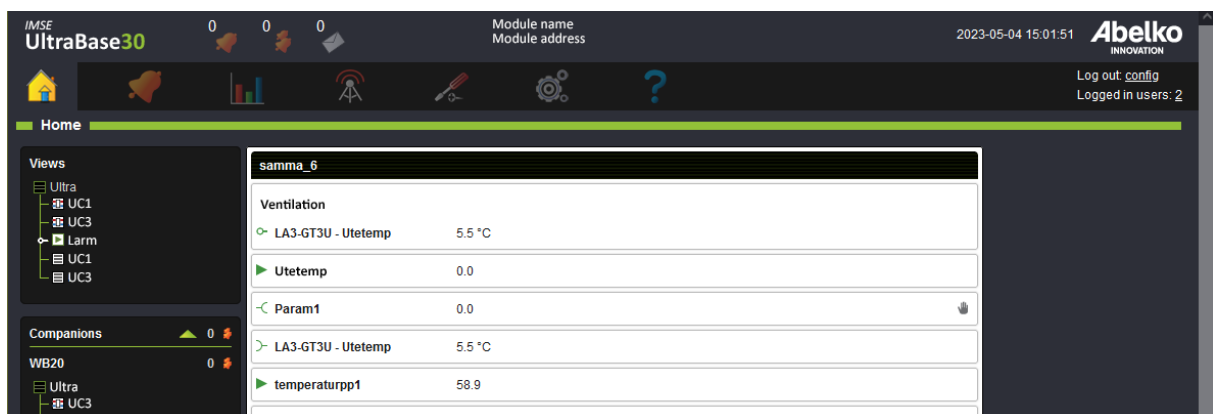 IMSE
UltraBase30
0 0 0
Module name
Module address
2023-05-04 15:01:51
Abelko
INNOVATION
Log out: config
Logged in users: 2
Home
Views
Ultra
UC1
UC3
Larm
UC1
UC3
Companions 0
WB20 0
Ultra
UC3
samma_6
Ventilation
LA3-GT3U - Utetemp 5.5 °C
Utetemp 0.0
Param1 0.0
LA3-GT3U - Utetemp 5.5 °C
temperaturpp1 58.9